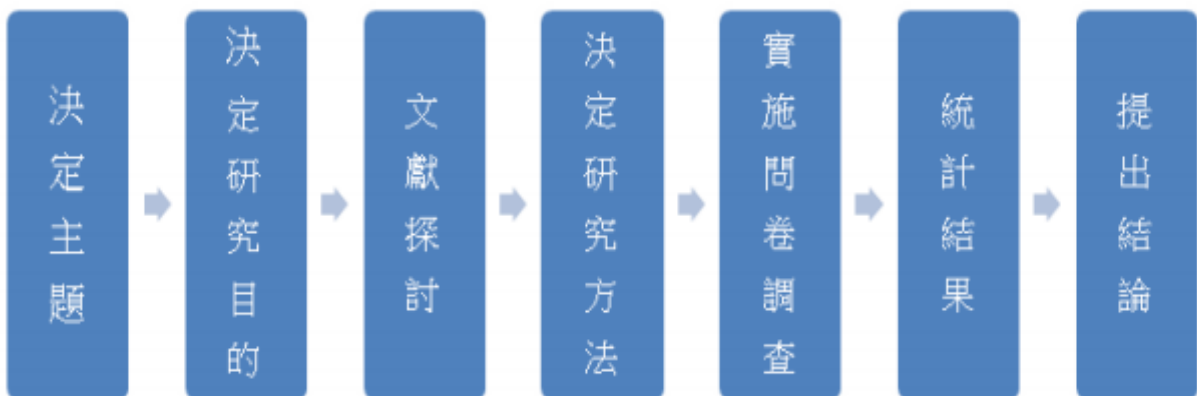 決定主題
決定研究目的
文獻探討
決定研究方法
實施問卷調查
統計結果
提出結論